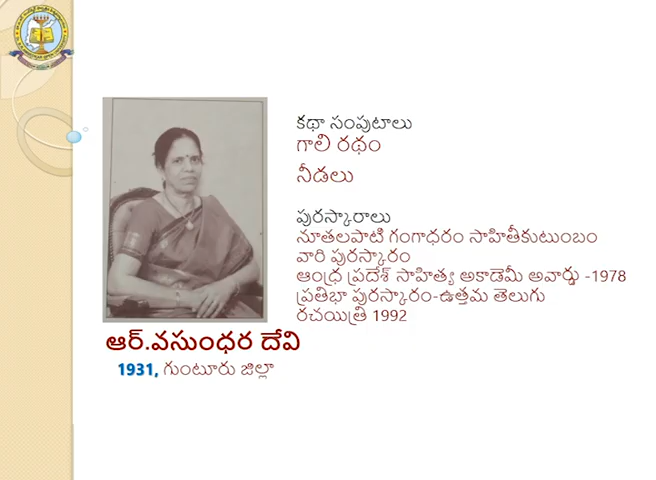 కథా సంపుటాలు
గాలి రథం
నీడలు
పురస్కారాలు
నూతలపాటి గంగాధరం సాహితీకుటుంబం
వారి పురస్కారం
ఆంధ్ర ప్రదేశ్ సాహిత్య అకాడెమీ అవార్డు -1978
ప్రతిభా పురస్కారం-ఉత్తమ తెలుగు
రచయిత్రి 1992
ఆర్.వసుంధర దేవి
1931, గుంటూరు జిల్లా